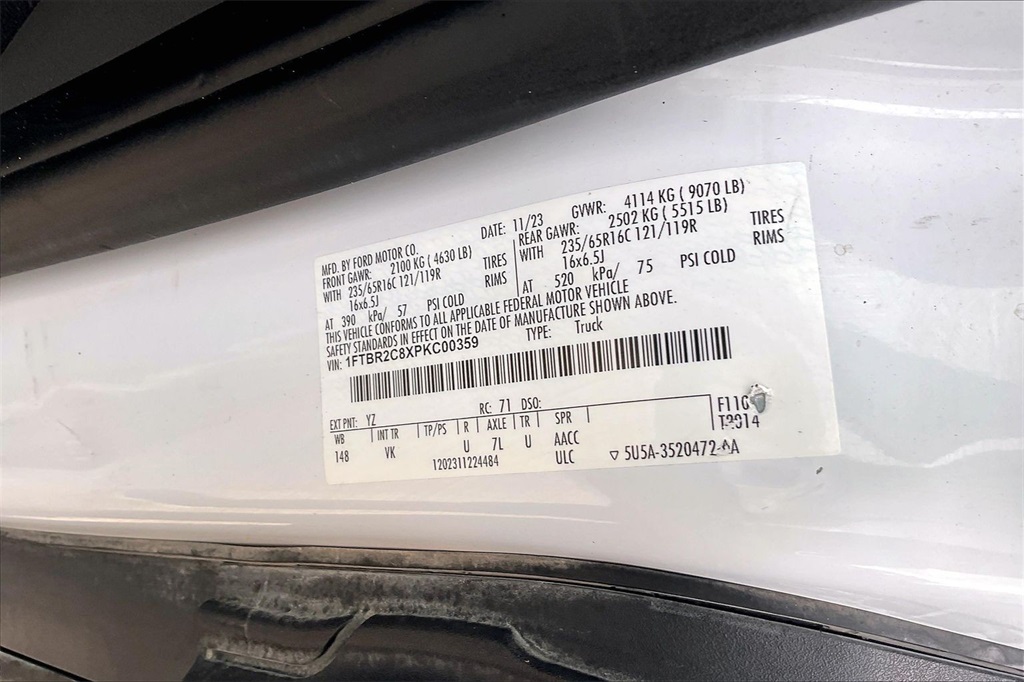 MFD. BY FORD MOTOR CO. DATE: 11/23 GVWR: 4114 KG ( 9070 LB)
FRONT GAWR: 2100 KG ( 4630 LB) REAR GAWR: 2502 KG ( 5515 LB)
WITH 235/65R16C 121/119R TIRES WITH 235/65R16C 121/119R TIRES
16x6.5J RIMS 16x6.5J RIMS
AT 390 kPa/ 57 PSI COLD AT 520 kPa/ 75 PSI COLD
THIS VEHICLE CONFORMS TO ALL APPLICABLE FEDERAL MOTOR VEHICLE
SAFETY STANDARDS IN EFFECT ON THE DATE OF MANUFACTURE SHOWN ABOVE.
VIN: 1FTBR2C8XPKC00359 TYPE: Truck
EXT PNT: YZ RC: 71 DSO:
WB INT TR TP/PS R AXLE TR SPR
148 VK U 7L U AACC
1202311224484 ULC ▽ 5U5A-3520472-